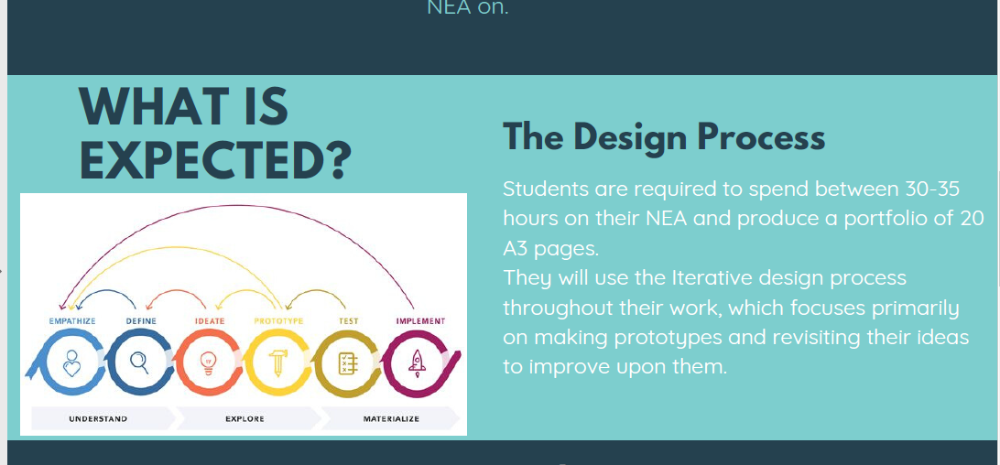 NEA on.
WHAT IS
EXPECTED?
The Design Process
Students are required to spend between 30-35
hours on their NEA and produce a portfolio of 20
A3 pages.
They will use the Iterative design process
throughout their work, which focuses primarily
on making prototypes and revisiting their ideas
to improve upon them.
EMPATHIZE DEFINE IDEATE PROTOTYPE TEST IMPLEMENT
UNDERSTAND EXPLORE MATERIALIZE